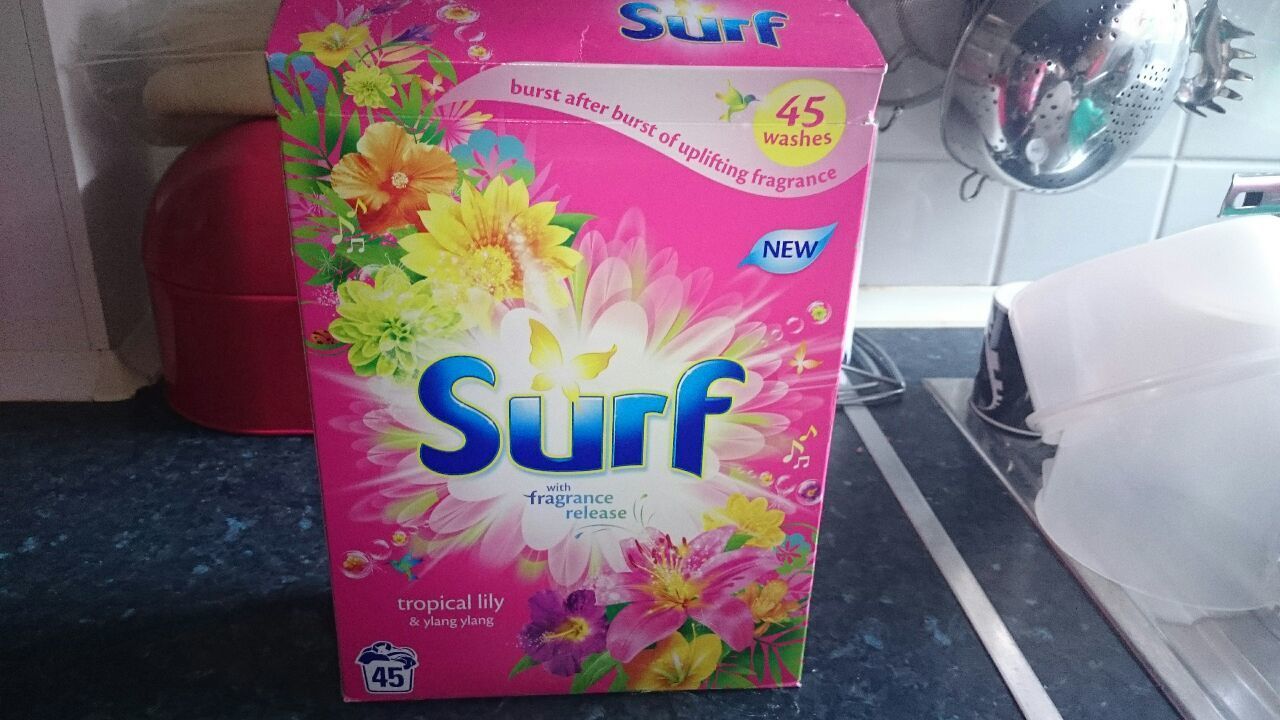 Surf
burst after burst of uplifting fragrance
45
washes
NEW
Surf
with
fragrance
release
tropical lily
& ylang ylang
45